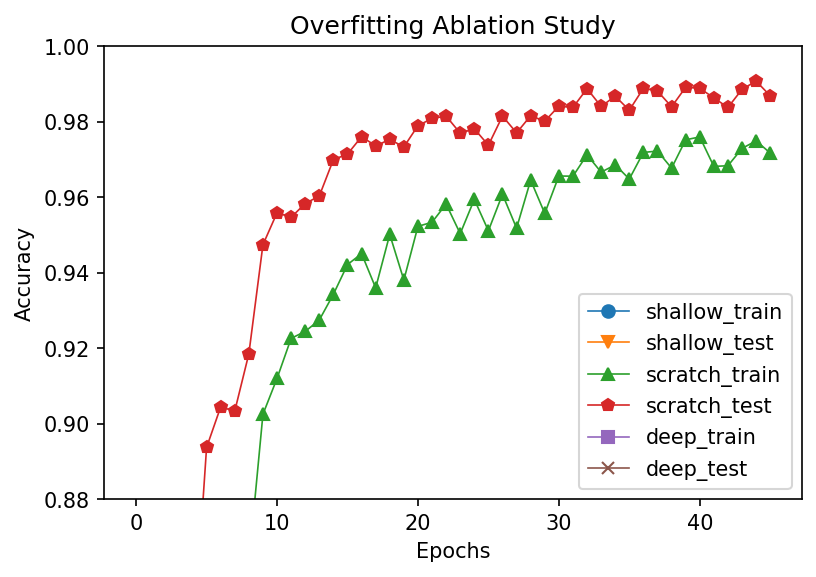 Overfitting Ablation Study
1.00
0.98
0.96
0.94
0.92
0.90
0.88
Accuracy
0 10 20 30 40
Epochs
shallow_train
shallow_test
scratch_train
scratch_test
deep_train
deep_test